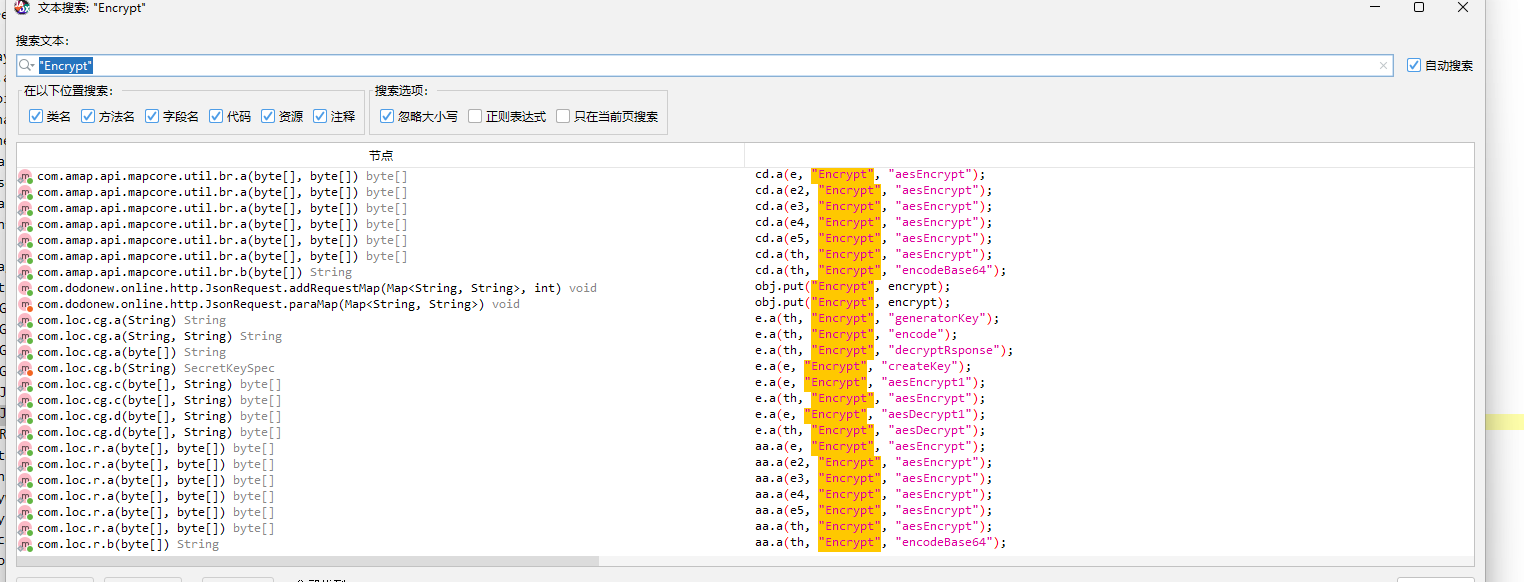 文本搜索: "Encrypt"
搜索文本:
"Encrypt"
自动搜索
在以下位置搜索:
搜索选项:
类名 方法名 字段名 代码 资源 注释
忽略大小写 正则表达式 只在当前页搜索
节点
com.amap.api.mapcore.util.br.a(byte[], byte[]) byte[] cd.a(e, "Encrypt", "aesEncrypt");
com.amap.api.mapcore.util.br.a(byte[], byte[]) byte[] cd.a(e2, "Encrypt", "aesEncrypt");
com.amap.api.mapcore.util.br.a(byte[], byte[]) byte[] cd.a(e3, "Encrypt", "aesEncrypt");
com.amap.api.mapcore.util.br.a(byte[], byte[]) byte[] cd.a(e4, "Encrypt", "aesEncrypt");
com.amap.api.mapcore.util.br.a(byte[], byte[]) byte[] cd.a(e5, "Encrypt", "aesEncrypt");
com.amap.api.mapcore.util.br.a(byte[], byte[]) byte[] cd.a(th, "Encrypt", "aesEncrypt");
com.amap.api.mapcore.util.br.b(byte[]) String cd.a(th, "Encrypt", "encodeBase64");
com.dodonew.online.http.JsonRequest.addRequestMap(Map<String, String>, int) void obj.put("Encrypt", encrypt);
com.dodonew.online.http.JsonRequest.paraMap(Map<String, String>) void obj.put("Encrypt", encrypt);
com.loc.cg.a(String) String e.a(th, "Encrypt", "generatorKey");
com.loc.cg.a(String, String) String e.a(th, "Encrypt", "encode");
com.loc.cg.a(byte[]) String e.a(th, "Encrypt", "decryptRsponse");
com.loc.cg.b(String) SecretKeySpec e.a(e, "Encrypt", "createKey");
com.loc.cg.c(byte[], String) byte[] e.a(e, "Encrypt", "aesEncrypt1");
com.loc.cg.c(byte[], String) byte[] e.a(th, "Encrypt", "aesEncrypt");
com.loc.cg.d(byte[], String) byte[] e.a(e, "Encrypt", "aesDecrypt1");
com.loc.cg.d(byte[], String) byte[] e.a(th, "Encrypt", "aesDecrypt");
com.loc.r.a(byte[], byte[]) byte[] aa.a(e, "Encrypt", "aesEncrypt");
com.loc.r.a(byte[], byte[]) byte[] aa.a(e2, "Encrypt", "aesEncrypt");
com.loc.r.a(byte[], byte[]) byte[] aa.a(e3, "Encrypt", "aesEncrypt");
com.loc.r.a(byte[], byte[]) byte[] aa.a(e4, "Encrypt", "aesEncrypt");
com.loc.r.a(byte[], byte[]) byte[] aa.a(e5, "Encrypt", "aesEncrypt");
com.loc.r.a(byte[], byte[]) byte[] aa.a(th, "Encrypt", "aesEncrypt");
com.loc.r.b(byte[]) String aa.a(th, "Encrypt", "encodeBase64");